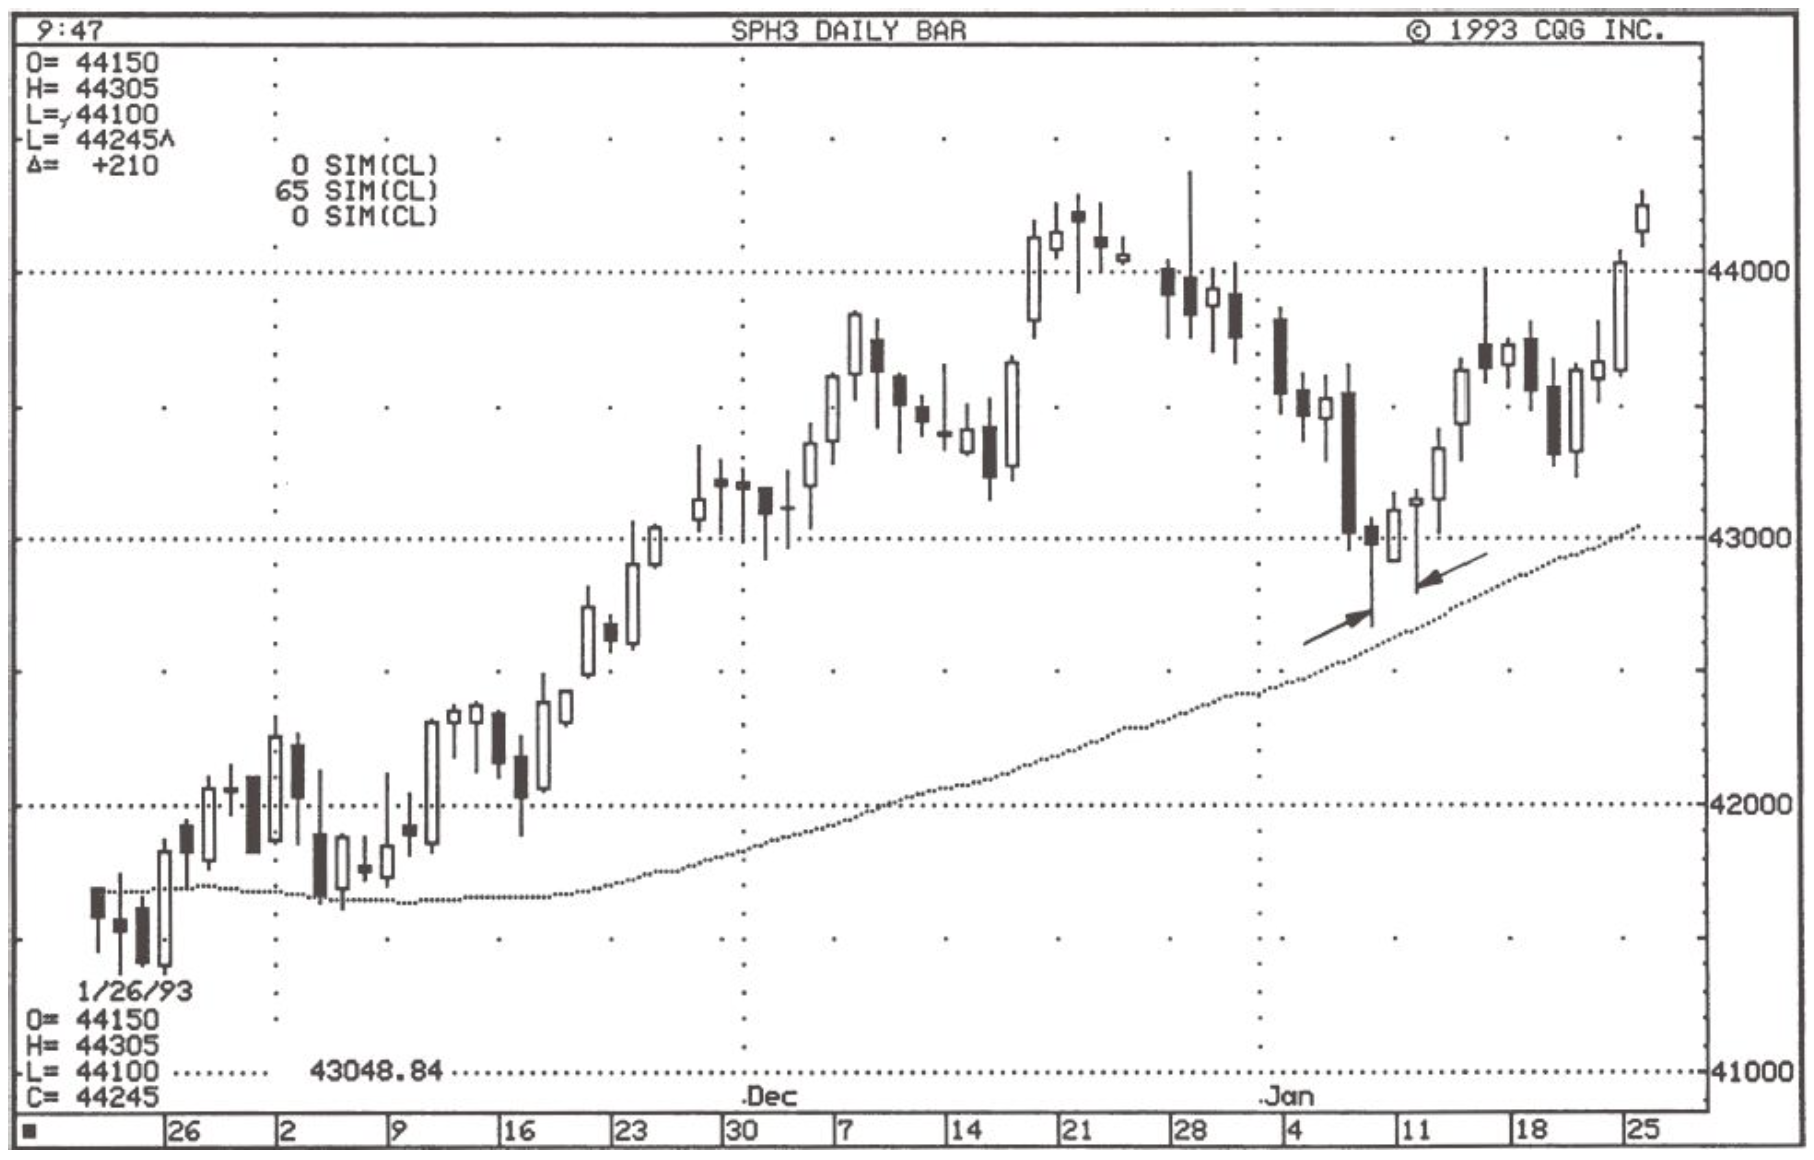 9:47 SPH3 DAILY BAR © 1993 CQG INC.
O= 44150
H= 44305
L= 44100
L= 44245^
Δ= +210
0 SIM(CL)
65 SIM(CL)
0 SIM(CL)
44000
43000
42000
41000
1/26/93
O= 44150
H= 44305
L= 44100 43048.84
C= 44245
Dec Jan
26 2 9 16 23 30 7 14 21 28 4 11 18 25